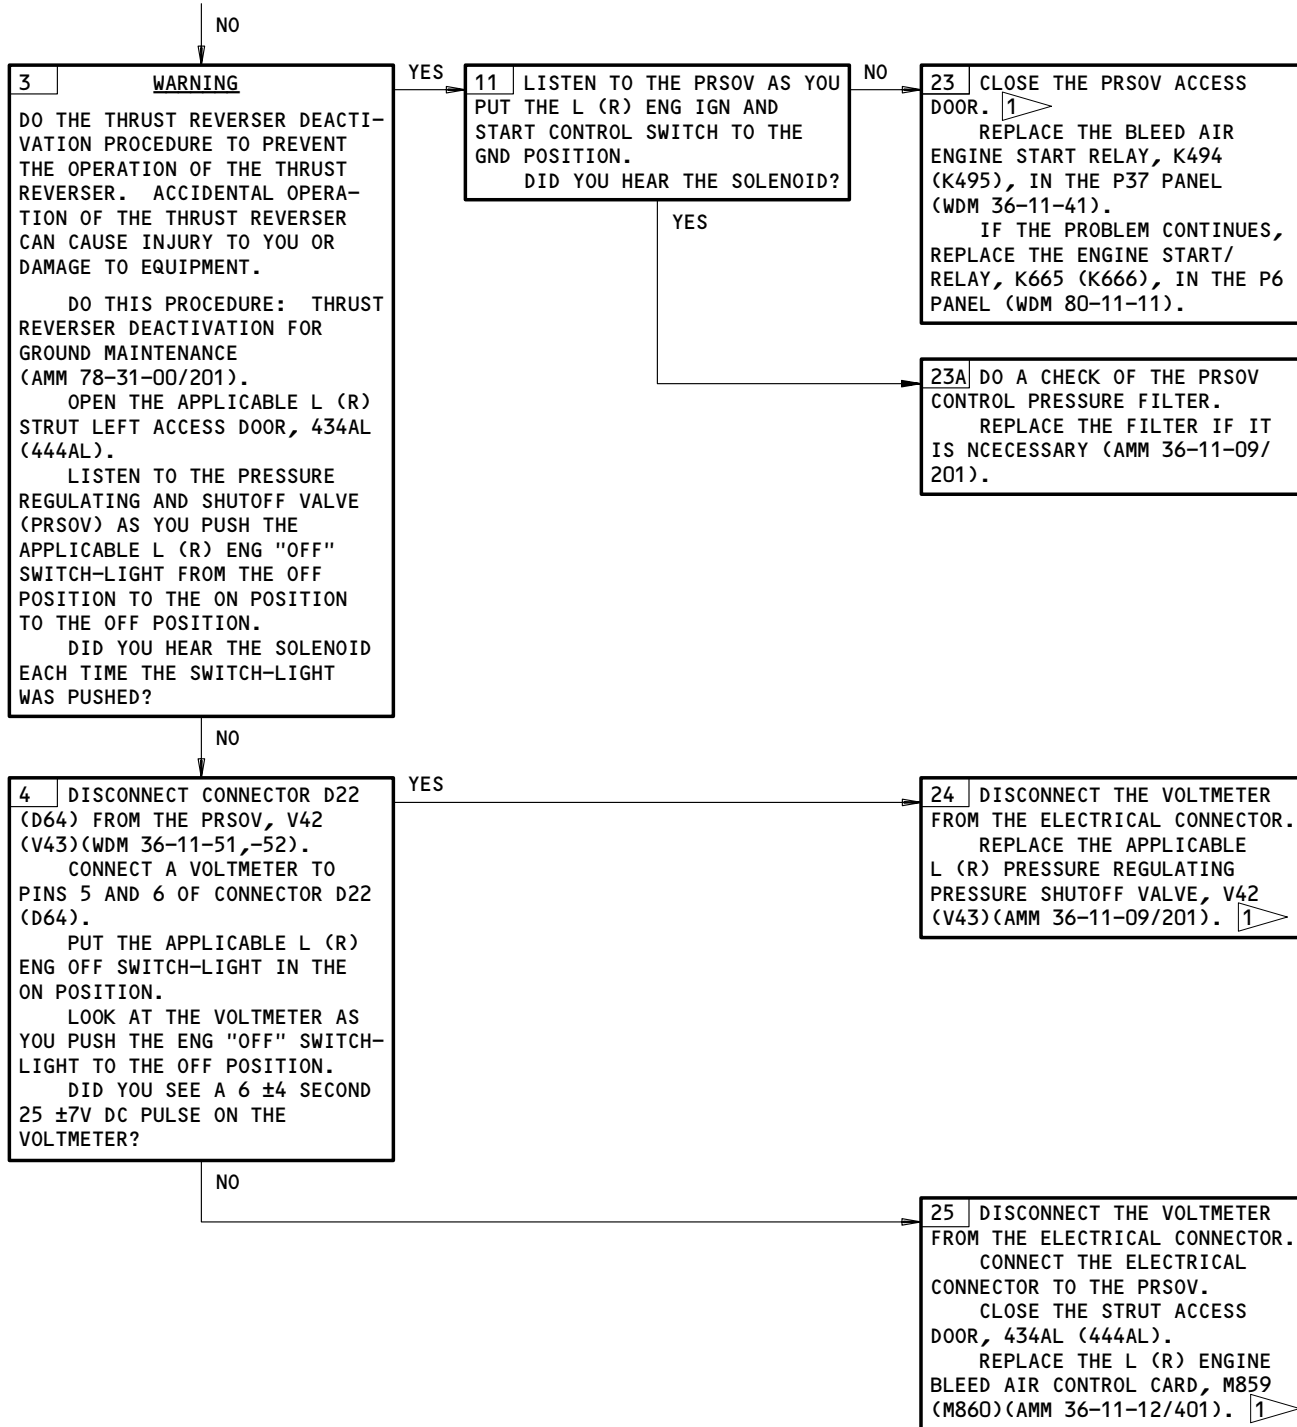 NO
3 WARNING
DO THE THRUST REVERSER DEACTI-
VATION PROCEDURE TO PREVENT
THE OPERATION OF THE THRUST
REVERSER. ACCIDENTAL OPERA-
TION OF THE THRUST REVERSER
CAN CAUSE INJURY TO YOU OR
DAMAGE TO EQUIPMENT.
DO THIS PROCEDURE: THRUST
REVERSER DEACTIVATION FOR
GROUND MAINTENANCE
(AMM 78-31-00/201).
OPEN THE APPLICABLE L (R)
STRUT LEFT ACCESS DOOR, 434AL
(444AL).
LISTEN TO THE PRESSURE
REGULATING AND SHUTOFF VALVE
(PRSOV) AS YOU PUSH THE
APPLICABLE L (R) ENG "OFF"
SWITCH-LIGHT FROM THE OFF
POSITION TO THE ON POSITION
TO THE OFF POSITION.
DID YOU HEAR THE SOLENOID
EACH TIME THE SWITCH-LIGHT
WAS PUSHED?
YES
11 LISTEN TO THE PRSOV AS YOU
PUT THE L (R) ENG IGN AND
START CONTROL SWITCH TO THE
GND POSITION.
DID YOU HEAR THE SOLENOID?
NO
23 CLOSE THE PRSOV ACCESS
DOOR. 1
REPLACE THE BLEED AIR
ENGINE START RELAY, K494
(K495), IN THE P37 PANEL
(WDM 36-11-41).
IF THE PROBLEM CONTINUES,
REPLACE THE ENGINE START/
RELAY, K665 (K666), IN THE P6
PANEL (WDM 80-11-11).
YES
23A DO A CHECK OF THE PRSOV
CONTROL PRESSURE FILTER.
REPLACE THE FILTER IF IT
IS NCECESSARY (AMM 36-11-09/
201).
NO
4 DISCONNECT CONNECTOR D22
(D64) FROM THE PRSOV, V42
(V43)(WDM 36-11-51,-52).
CONNECT A VOLTMETER TO
PINS 5 AND 6 OF CONNECTOR D22
(D64).
PUT THE APPLICABLE L (R)
ENG OFF SWITCH-LIGHT IN THE
ON POSITION.
LOOK AT THE VOLTMETER AS
YOU PUSH THE ENG "OFF" SWITCH-
LIGHT TO THE OFF POSITION.
DID YOU SEE A 6 ±4 SECOND
25 ±7V DC PULSE ON THE
VOLTMETER?
YES
24 DISCONNECT THE VOLTMETER
FROM THE ELECTRICAL CONNECTOR.
REPLACE THE APPLICABLE
L (R) PRESSURE REGULATING
PRESSURE SHUTOFF VALVE, V42
(V43)(AMM 36-11-09/201). 1
NO
25 DISCONNECT THE VOLTMETER
FROM THE ELECTRICAL CONNECTOR.
CONNECT THE ELECTRICAL
CONNECTOR TO THE PRSOV.
CLOSE THE STRUT ACCESS
DOOR, 434AL (444AL).
REPLACE THE L (R) ENGINE
BLEED AIR CONTROL CARD, M859
(M860)(AMM 36-11-12/401). 1